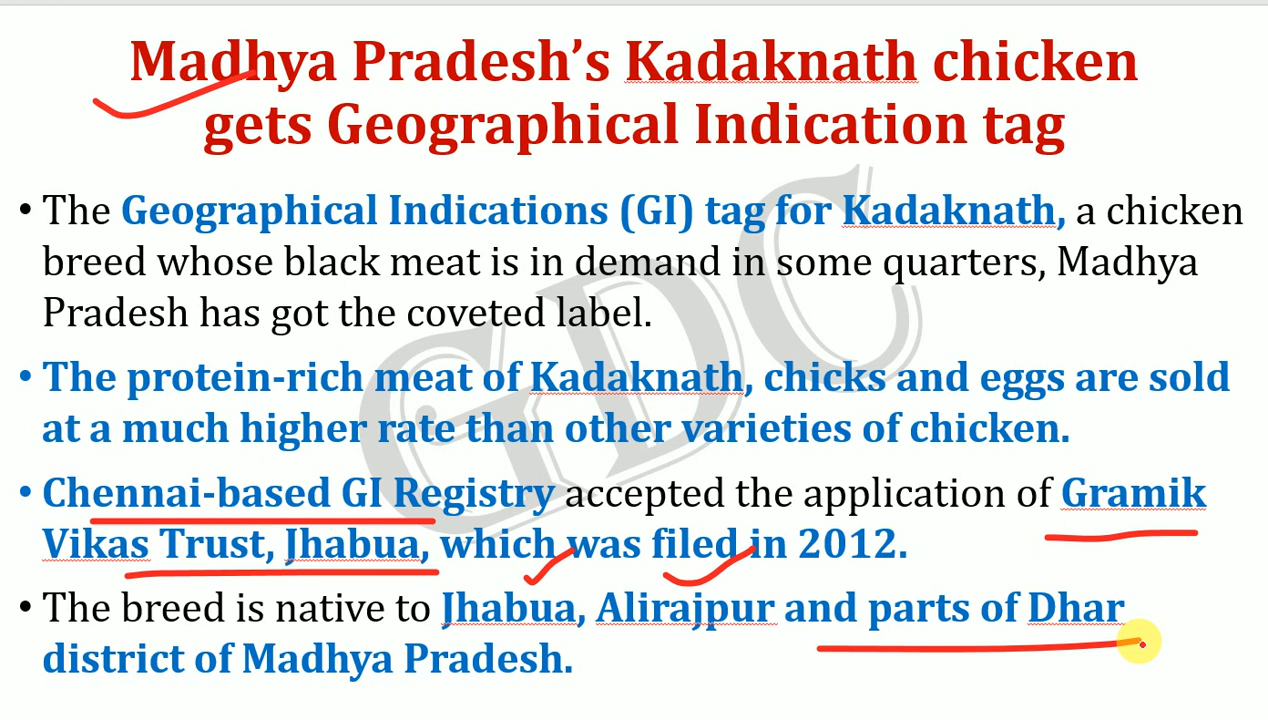 Madhya Pradesh’s Kadaknath chicken
gets Geographical Indication tag
• The Geographical Indications (GI) tag for Kadaknath, a chicken
breed whose black meat is in demand in some quarters, Madhya
Pradesh has got the coveted label.
• The protein-rich meat of Kadaknath, chicks and eggs are sold
at a much higher rate than other varieties of chicken.
• Chennai-based GI Registry accepted the application of Gramik
Vikas Trust, Jhabua, which was filed in 2012.
• The breed is native to Jhabua, Alirajpur and parts of Dhar
district of Madhya Pradesh.
GDC